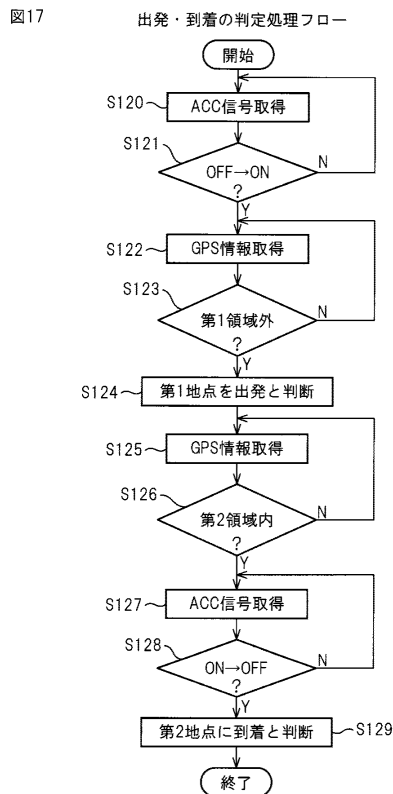 図17
出発・到着の判定処理フロー
開始
S120
ACC信号取得
S121
OFF→ON
?
N
Y
S122
GPS情報取得
S123
第1領域外
?
N
Y
S124
第1地点を出発と判断
S125
GPS情報取得
S126
第2領域内
?
N
Y
S127
ACC信号取得
S128
ON→OFF
?
N
Y
第2地点に到着と判断
S129
終了